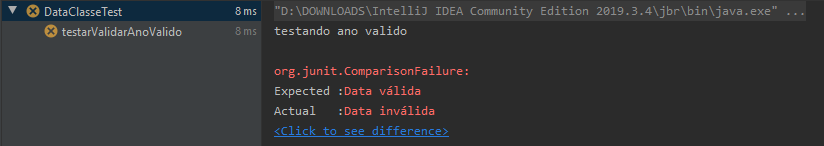 DataClasseTest 8 ms
testarValidarAnoValido 8 ms
"D:\DOWNLOADS\IntelliJ IDEA Community Edition 2019.3.4\jbr\bin\java.exe" ...
testando ano valido
org.junit.ComparisonFailure:
Expected :Data válida
Actual :Data inválida
<Click to see difference>